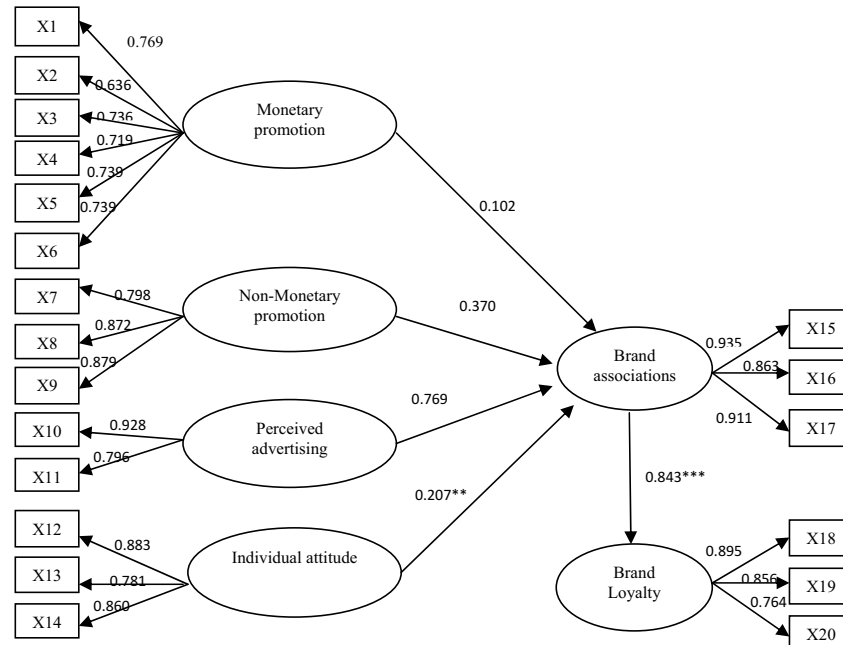 X1
0.769
X2
0.636
X3
0.736
X4
0.719
X5
0.739
X6
0.739
Monetary
promotion
0.102
X7
0.798
X8
0.872
X9
0.879
Non-Monetary
promotion
0.370
X10
0.928
X11
0.796
Perceived
advertising
0.769
X12
0.883
X13
0.781
X14
0.860
Individual attitude
0.207**
Brand
associations
0.935
X15
0.863
X16
0.911
X17
0.843***
Brand
Loyalty
0.895
X18
0.856
X19
0.764
X20